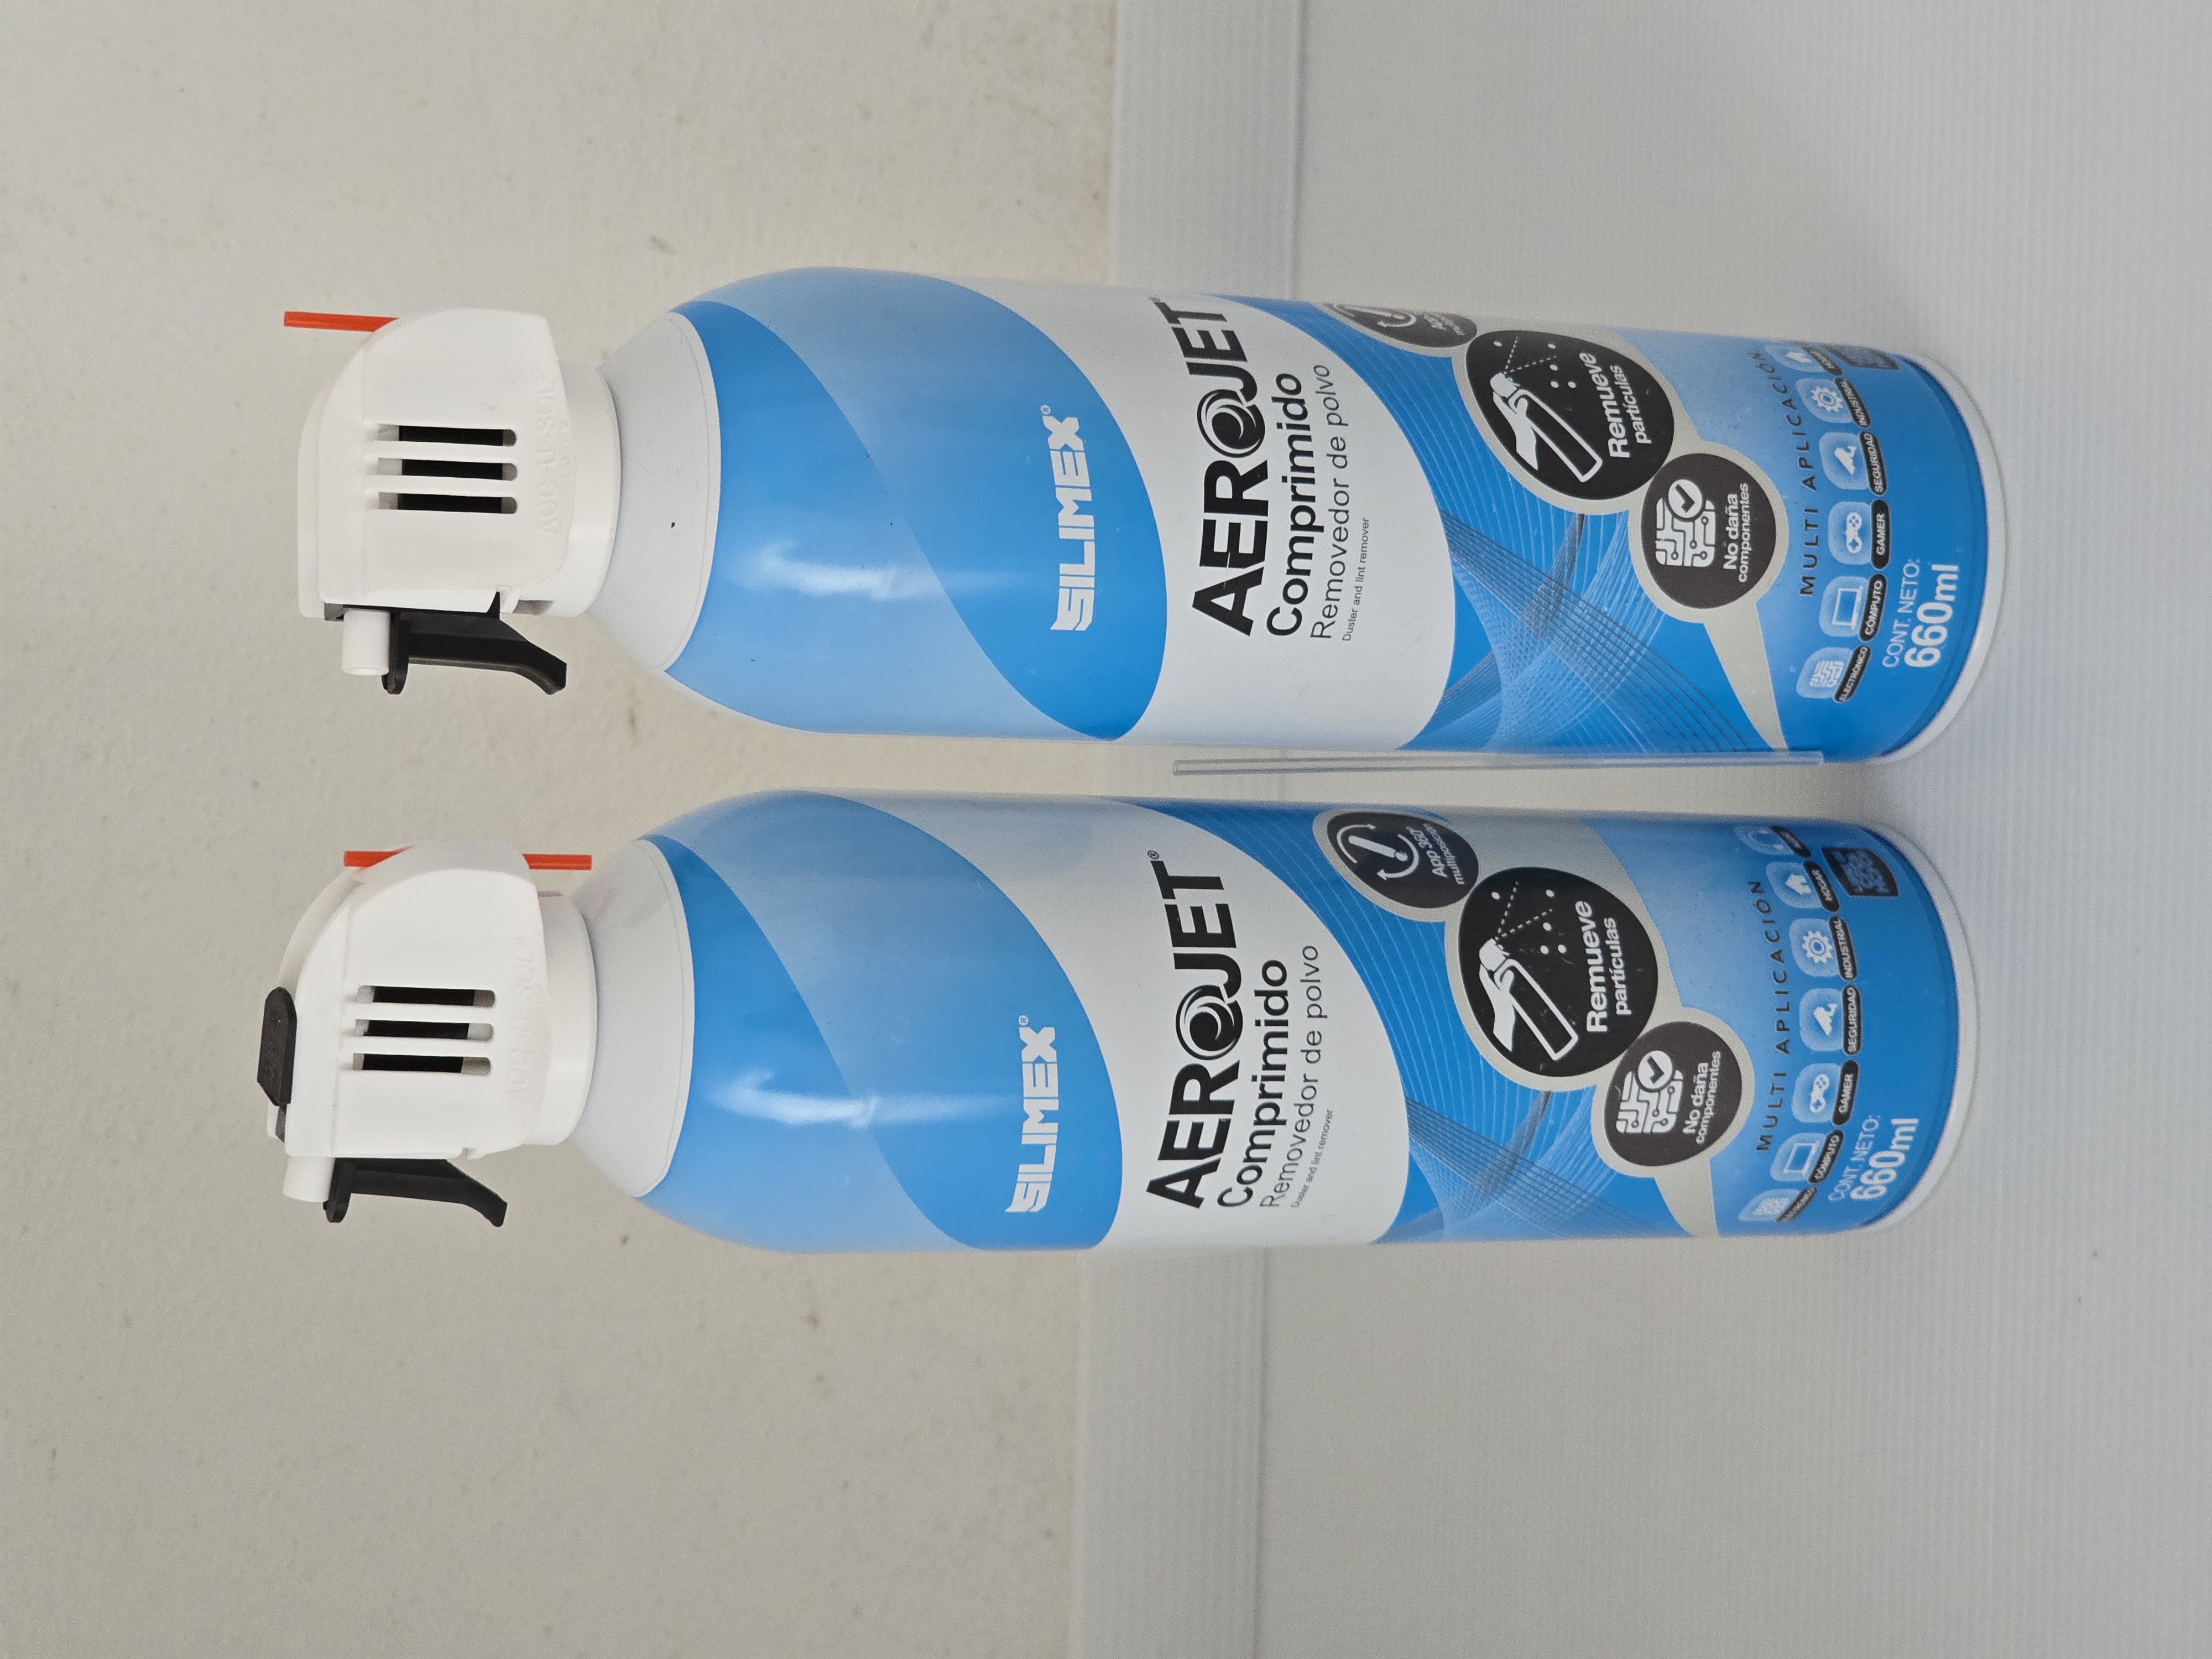 ACC-U-SOL®
SILIMEX®
AEROJET®
Comprimido
Removedor de polvo
Duster and lint remover
App 360°
multiposición
Remueve
partículas
No daña
componentes
MULTI APLICACIÓN
CÓMPUTO
GAMER
SEGURIDAD
INDUSTRIAL
HOGAR
CONT. NETO:
660ml
ACC-U-SOL®
SILIMEX®
AEROJET®
Comprimido
Removedor de polvo
Duster and lint remover
Remueve
partículas
No daña
componentes
MULTI APLICACIÓN
ELECTRÓNICO
CÓMPUTO
GAMER
SEGURIDAD
INDUSTRIAL
CONT. NETO:
660ml